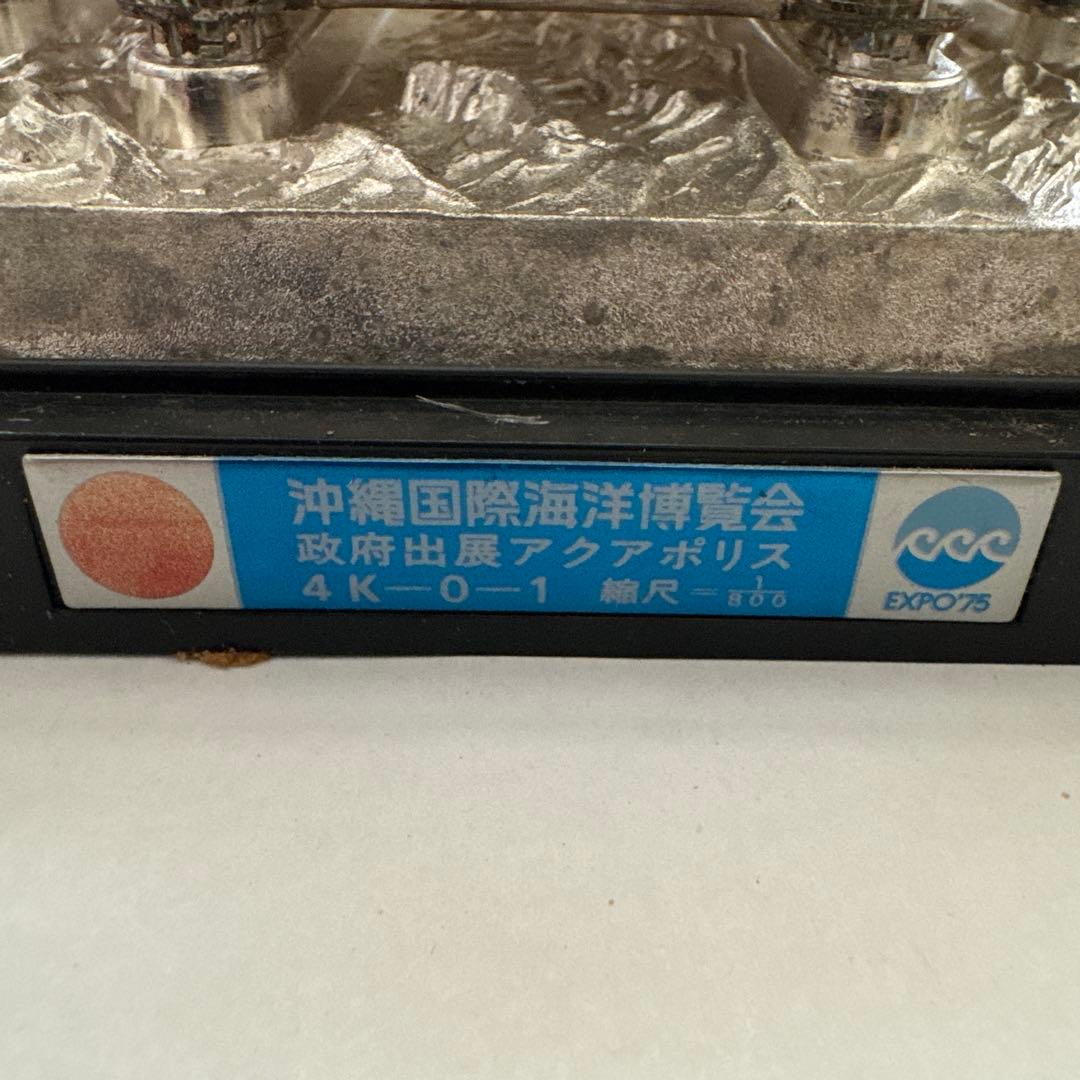 沖縄国際海洋博覧会
政府出展アクアポリス
4K—0—1 縮尺=1/800
EXPO'75